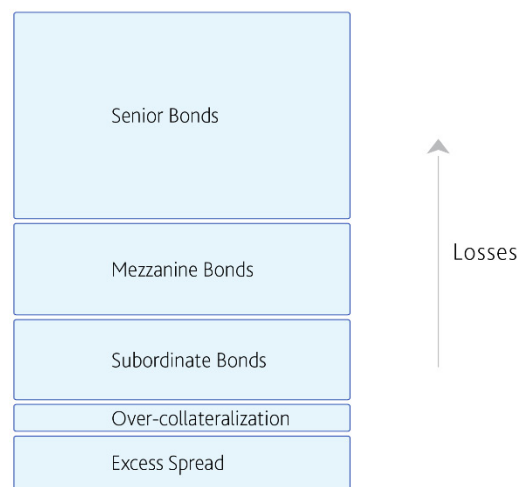 Senior Bonds
Mezzanine Bonds
Losses
Subordinate Bonds
Over-collateralization
Excess Spread